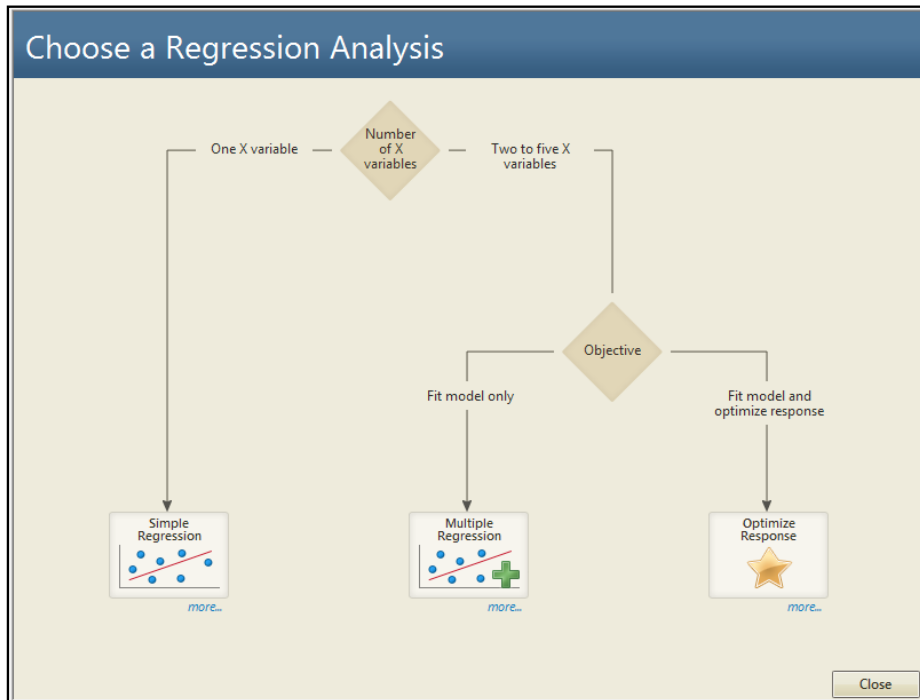 Choose a Regression Analysis
Number
of X
variables
One X variable
Two to five X
variables
Objective
Fit model only
Fit model and
optimize response
Simple
Regression
more...
Multiple
Regression
more...
Optimize
Response
more...
Close